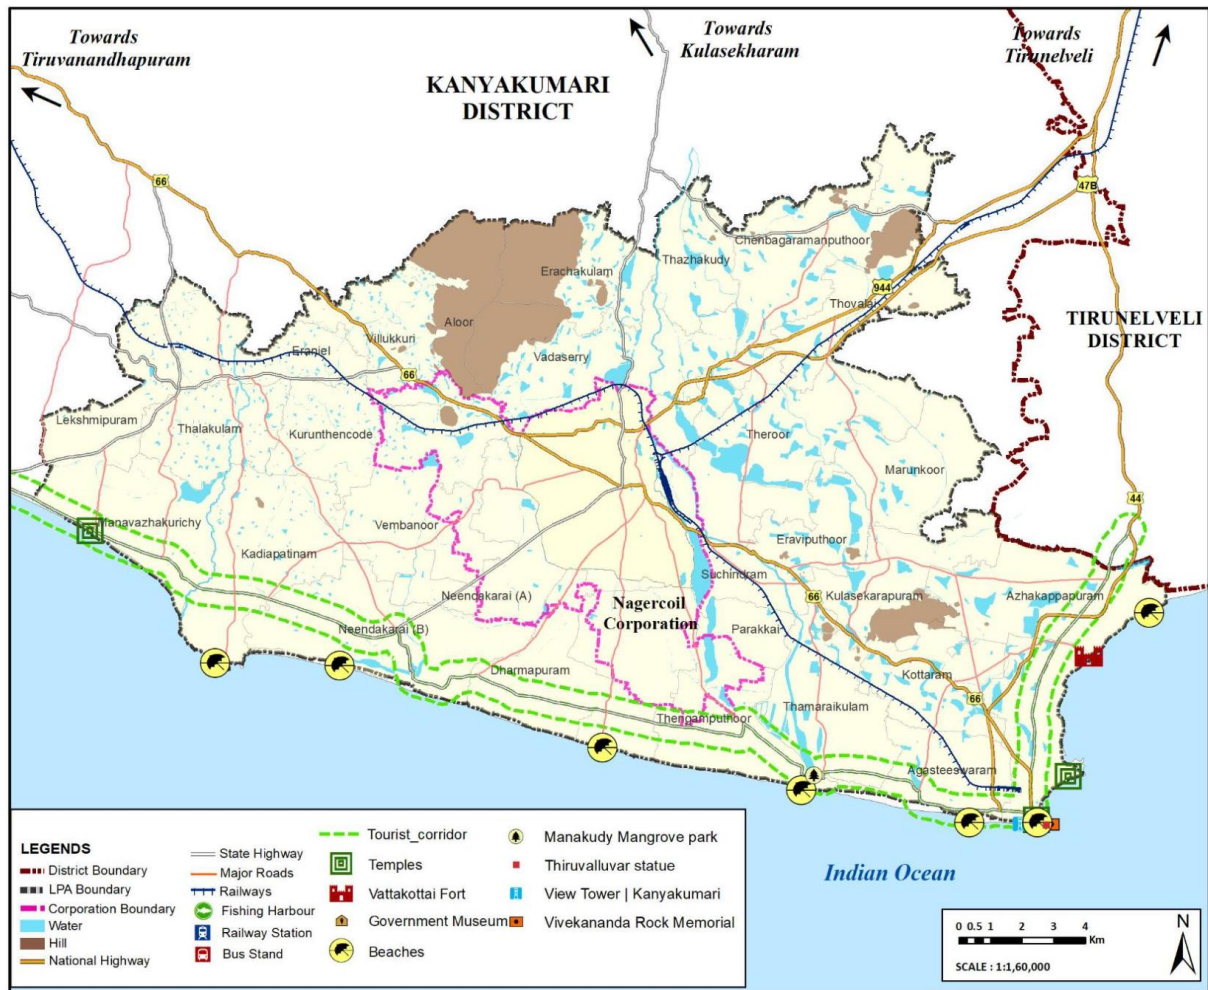 Towards
Tiruvanandhapuram
Towards
Kulasekharam
Towards
Tirunelveli
KANYAKUMARI
DISTRICT
66
47B
Chenbagaramanputhoor
Thazhakudy
Erachakulam
944
Thovalai
TIRUNELVELI
DISTRICT
Aloor
Villukkuri
Eraniel
Vadaserry
66
Lekshmipuram
Thalakulam
Kurunthencode
Theroor
Marunkoor
44
Manavazhakurichy
Vembanoor
Kadiapatinam
Eraviputhoor
Suchindram
66
Kulasekarapuram
Azhakappapuram
Neendakarai (A)
Nagercoil
Corporation
Neendakarai (B)
Parakkai
Dharmapuram
Kottaram
66
Thengamputhoor
Thamaraikulam
Agasteeswaram
Indian Ocean
LEGENDS
District Boundary
LPA Boundary
Corporation Boundary
Water
Hill
National Highway
State Highway
Major Roads
Railways
Fishing Harbour
Railway Station
Bus Stand
Tourist_corridor
Temples
Vattakottai Fort
Government Museum
Beaches
Manakudy Mangrove park
Thiruvalluvar statue
View Tower | Kanyakumari
Vivekananda Rock Memorial
0 0.5 1 2 3 4
Km
SCALE : 1:1,60,000
N